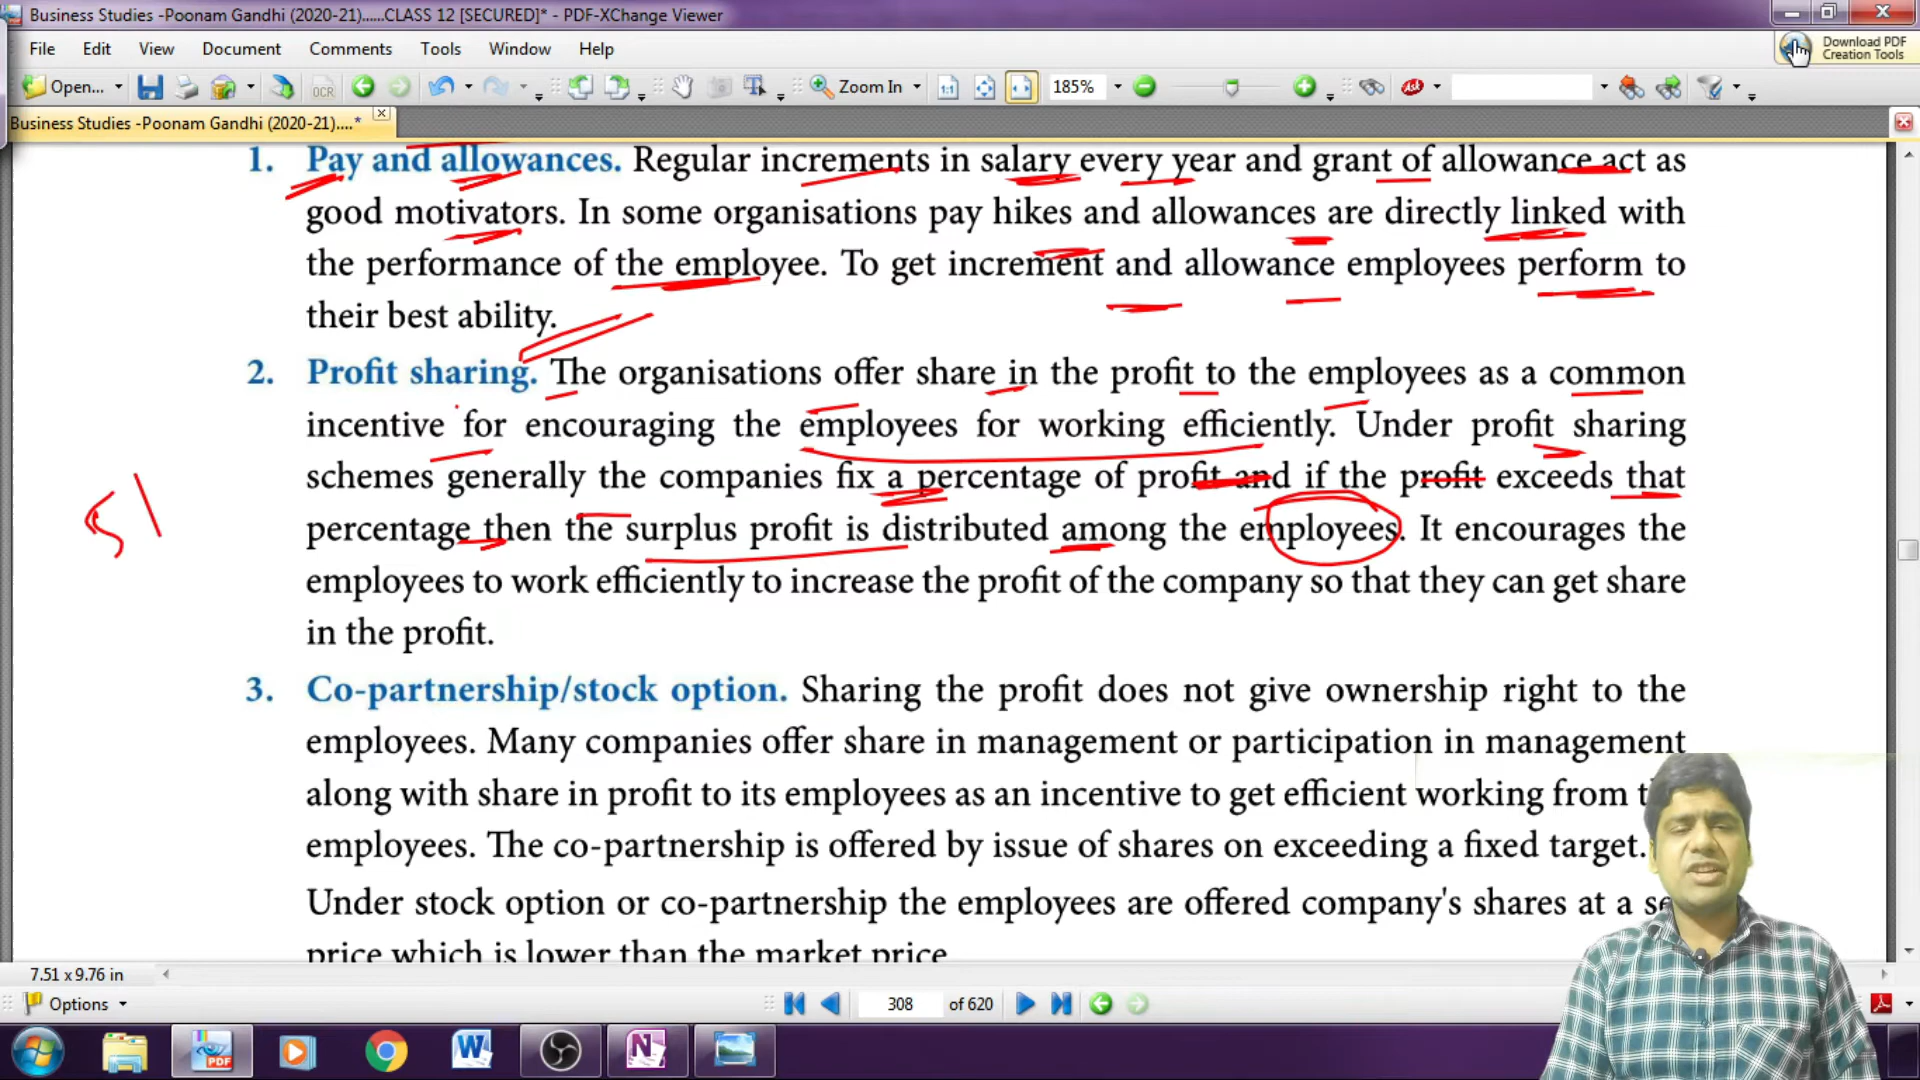 Business Studies -Poonam Gandhi (2020-21)......CLASS 12 [SECURED]* - PDF-XChange Viewer
File Edit View Document Comments Tools Window Help
Download PDF
Creation Tools
Open... OCR 1:1 Zoom In 185%
Business Studies -Poonam Gandhi (2020-21)....*
1. Pay and allowances. Regular increments in salary every year and grant of allowance act as
good motivators. In some organisations pay hikes and allowances are directly linked with
the performance of the employee. To get increment and allowance employees perform to
their best ability.
2. Profit sharing. The organisations offer share in the profit to the employees as a common
incentive for encouraging the employees for working efficiently. Under profit sharing
schemes generally the companies fix a percentage of profit and if the profit exceeds that
percentage then the surplus profit is distributed among the employees. It encourages the
employees to work efficiently to increase the profit of the company so that they can get share
in the profit.
3. Co-partnership/stock option. Sharing the profit does not give ownership right to the
employees. Many companies offer share in management or participation in management
along with share in profit to its employees as an incentive to get efficient working from
employees. The co-partnership is offered by issue of shares on exceeding a fixed target.
Under stock option or co-partnership the employees are offered company's shares at a
price which is lower than the market price
7.51 x 9.76 in
Options 308 of 620
PDF